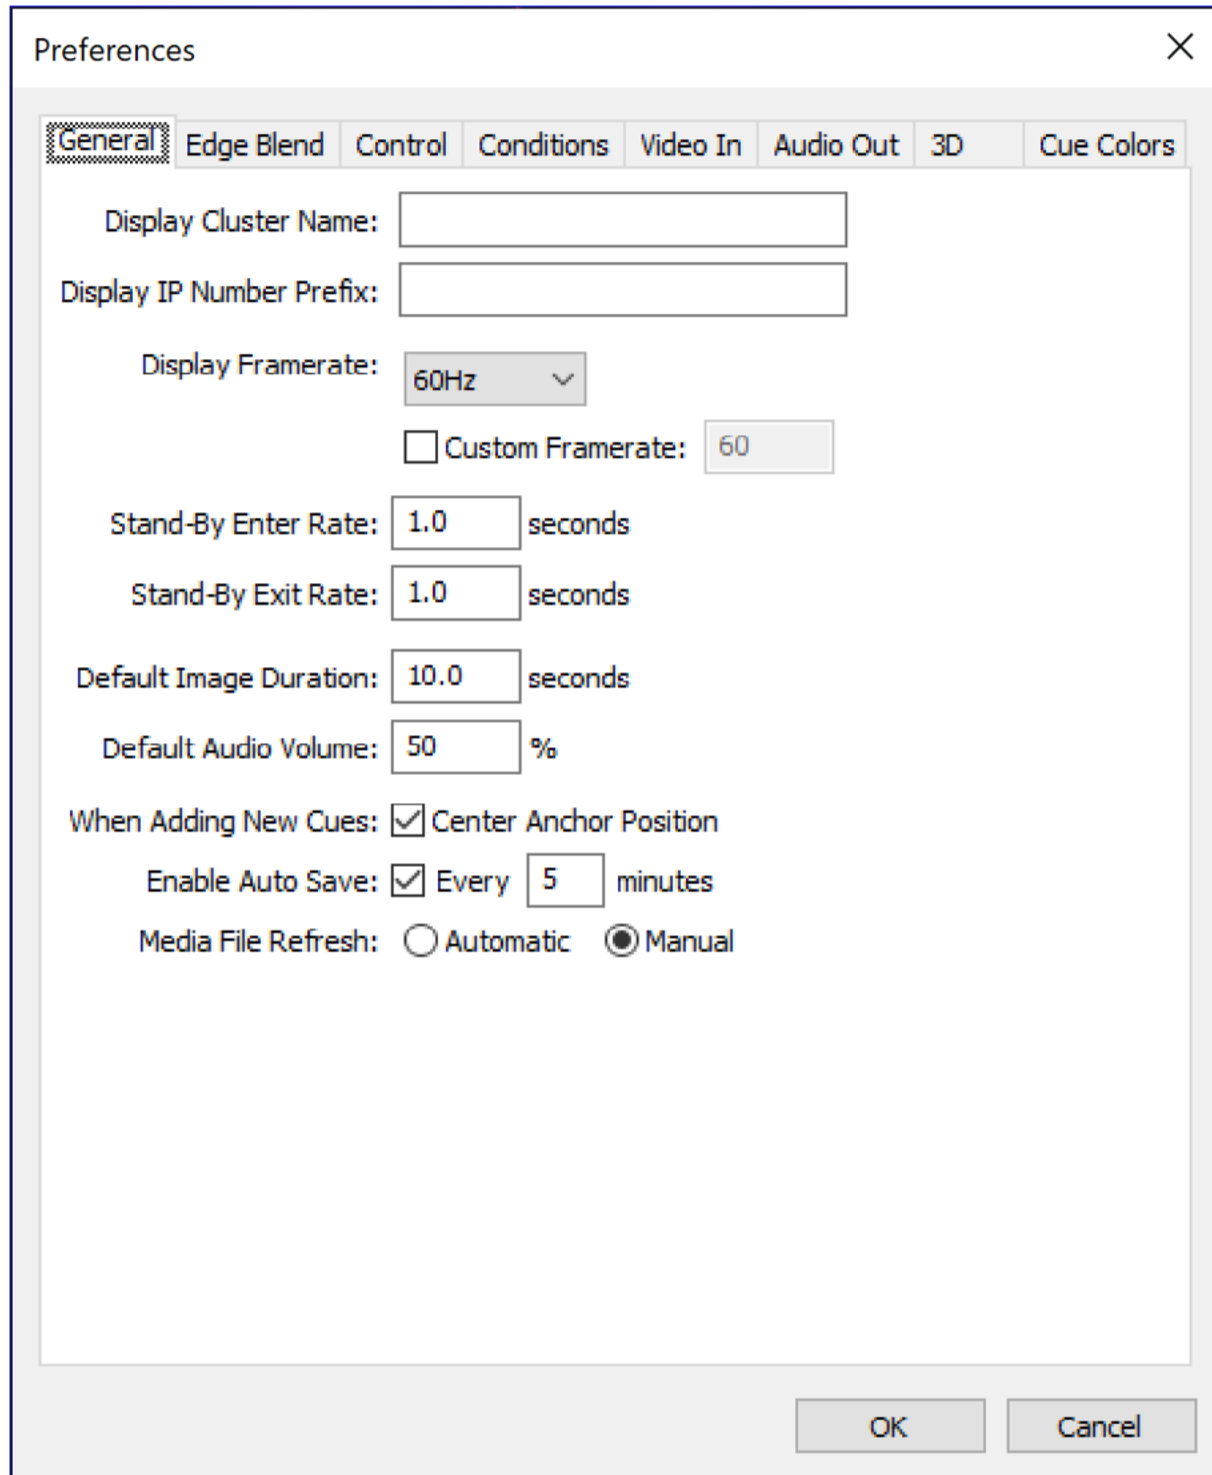 Preferences
General Edge Blend Control Conditions Video In Audio Out 3D Cue Colors
Display Cluster Name:
Display IP Number Prefix:
Display Framerate: 60Hz
Custom Framerate: 60
Stand-By Enter Rate: 1.0 seconds
Stand-By Exit Rate: 1.0 seconds
Default Image Duration: 10.0 seconds
Default Audio Volume: 50 %
When Adding New Cues: Center Anchor Position
Enable Auto Save: Every 5 minutes
Media File Refresh: Automatic Manual
OK Cancel